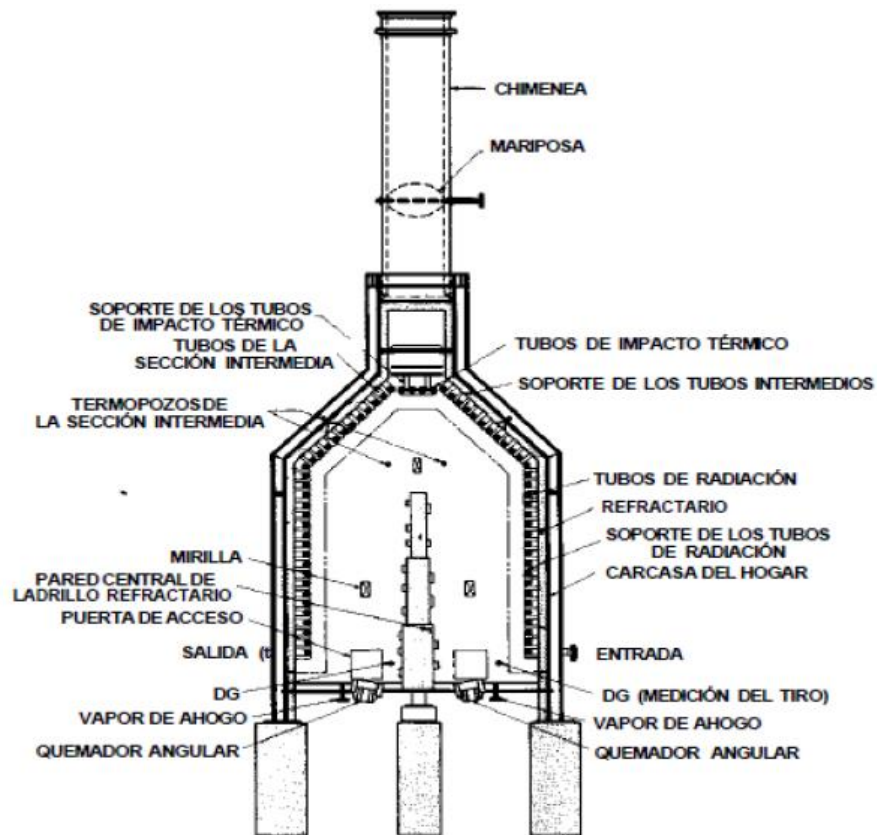 CHIMENEA
MARIPOSA
SOPORTE DE LOS TUBOS
DE IMPACTO TÉRMICO
TUBOS DE LA
SECCIÓN INTERMEDIA
TERMOPOZOS DE
LA SECCIÓN INTERMEDIA
TUBOS DE IMPACTO TÉRMICO
SOPORTE DE LOS TUBOS INTERMEDIOS
TUBOS DE RADIACIÓN
REFRACTARIO
SOPORTE DE LOS TUBOS
DE RADIACIÓN
CARCASA DEL HOGAR
MIRILLA
PARED CENTRAL DE
LADRILLO REFRACTARIO
PUERTA DE ACCESO
SALIDA (t
ENTRADA
DG
VAPOR DE AHOGO
QUEMADOR ANGULAR
DG (MEDICIÓN DEL TIRO)
VAPOR DE AHOGO
QUEMADOR ANGULAR